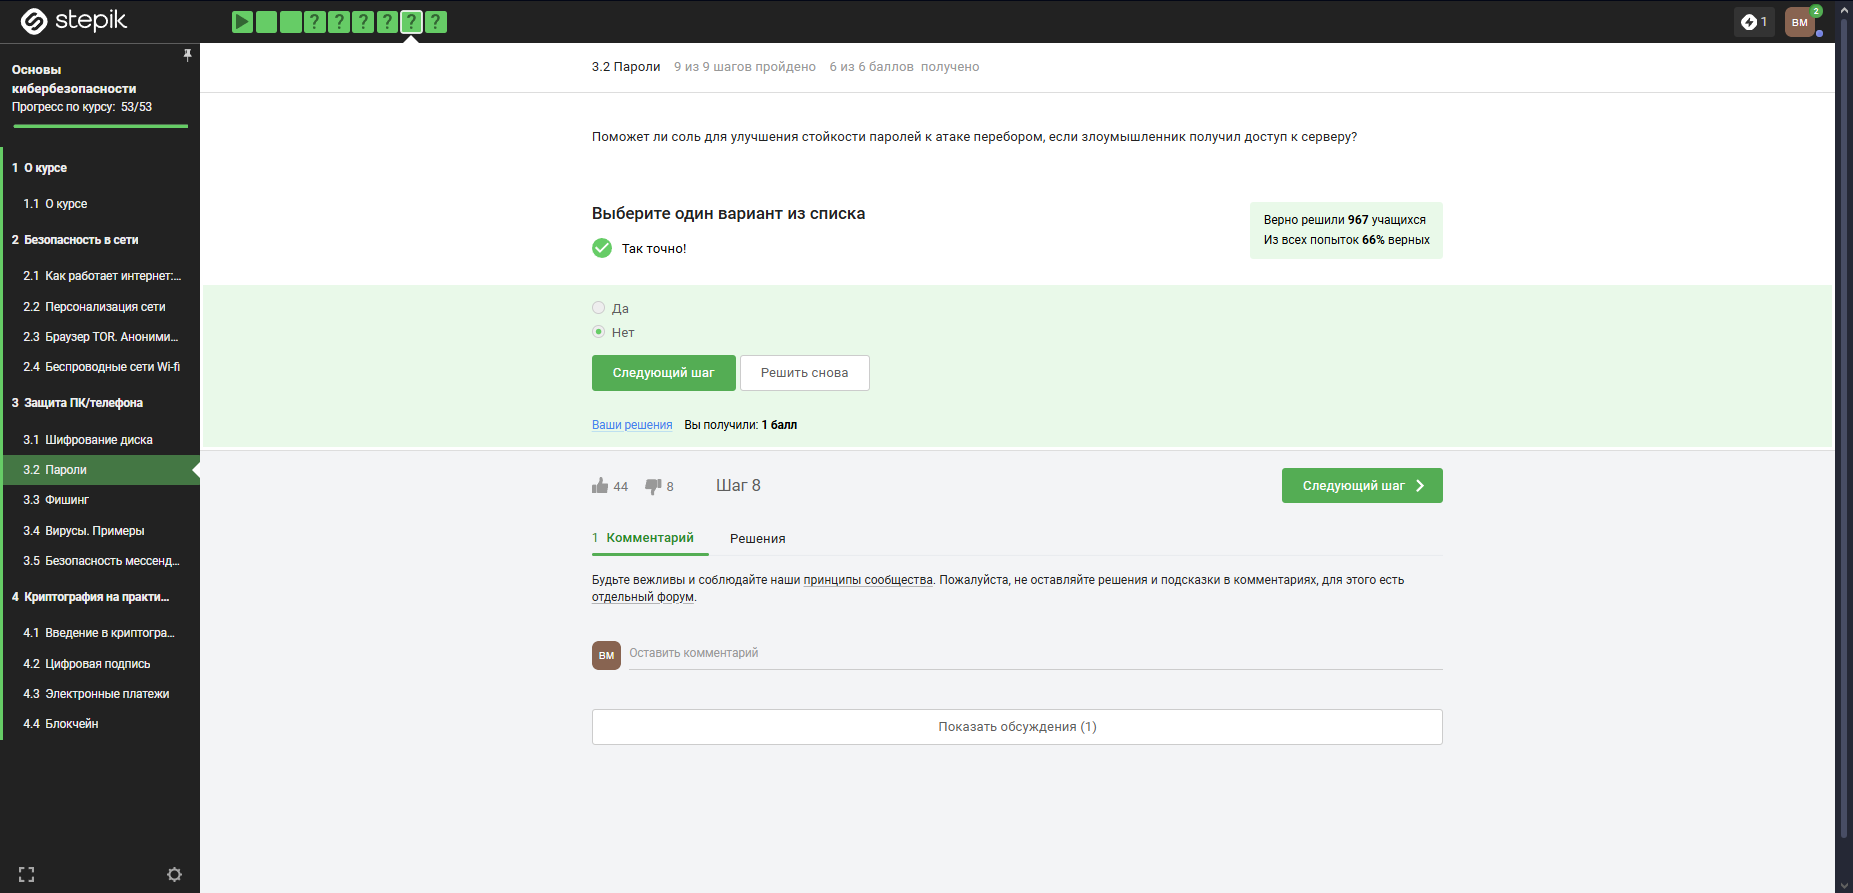 stepik
? ? ? ? ? ?
1
ВМ
2
Основы
кибербезопасности
Прогресс по курсу: 53/53
1 О курсе
1.1 О курсе
2 Безопасность в сети
2.1 Как работает интернет:...
2.2 Персонализация сети
2.3 Браузер TOR. Аноними...
2.4 Беспроводные сети Wi-fi
3 Защита ПК/телефона
3.1 Шифрование диска
3.2 Пароли
3.3 Фишинг
3.4 Вирусы. Примеры
3.5 Безопасность мессенд...
4 Криптография на практи...
4.1 Введение в криптогра...
4.2 Цифровая подпись
4.3 Электронные платежи
4.4 Блокчейн
3.2 Пароли 9 из 9 шагов пройдено 6 из 6 баллов получено
Поможет ли соль для улучшения стойкости паролей к атаке перебором, если злоумышленник получил доступ к серверу?
Выберите один вариант из списка
Так точно!
Верно решили 967 учащихся
Из всех попыток 66% верных
Да
Нет
Следующий шаг
Решить снова
Ваши решения Вы получили: 1 балл
44 8 Шаг 8
Следующий шаг
1 Комментарий Решения
Будьте вежливы и соблюдайте наши принципы сообщества. Пожалуйста, не оставляйте решения и подсказки в комментариях, для этого есть
отдельный форум.
ВМ
Оставить комментарий
Показать обсуждения (1)